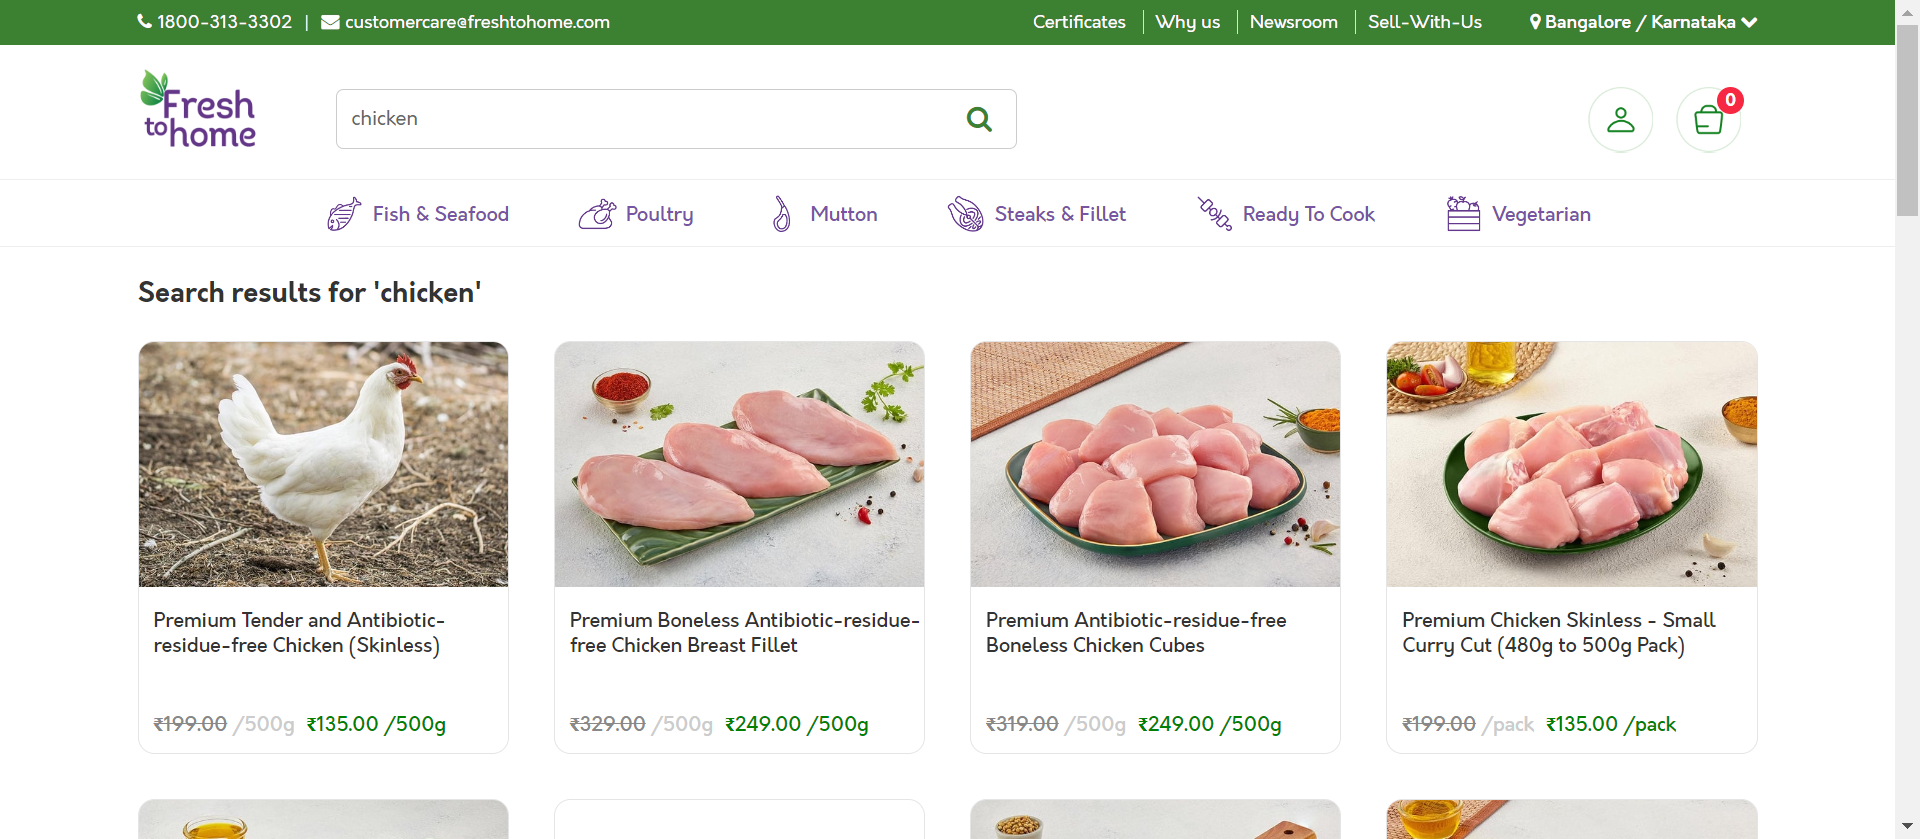 1800-313-3302 | customercare@freshtohome.com
Certificates Why us Newsroom Sell-With-Us Bangalore / Karnataka
Fresh
to home
chicken
0
Fish & Seafood Poultry Mutton Steaks & Fillet Ready To Cook Vegetarian
Search results for 'chicken'
Premium Tender and Antibiotic-
residue-free Chicken (Skinless)
₹199.00 /500g ₹135.00 /500g
Premium Boneless Antibiotic-residue-
free Chicken Breast Fillet
₹329.00 /500g ₹249.00 /500g
Premium Antibiotic-residue-free
Boneless Chicken Cubes
₹319.00 /500g ₹249.00 /500g
Premium Chicken Skinless - Small
Curry Cut (480g to 500g Pack)
₹199.00 /pack ₹135.00 /pack